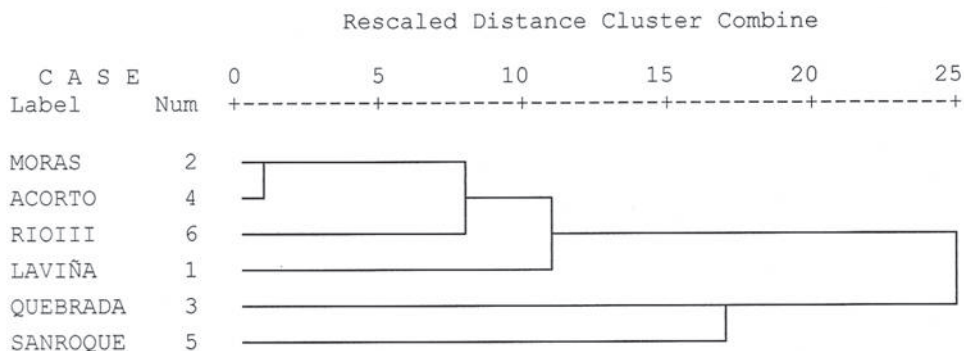 Rescaled Distance Cluster Combine
C A S E 0 5 10 15 20 25
Label Num +---------+---------+---------+---------+---------+
MORAS 2
ACORTO 4
RIOIII 6
LAVIÑA 1
QUEBRADA 3
SANROQUE 5